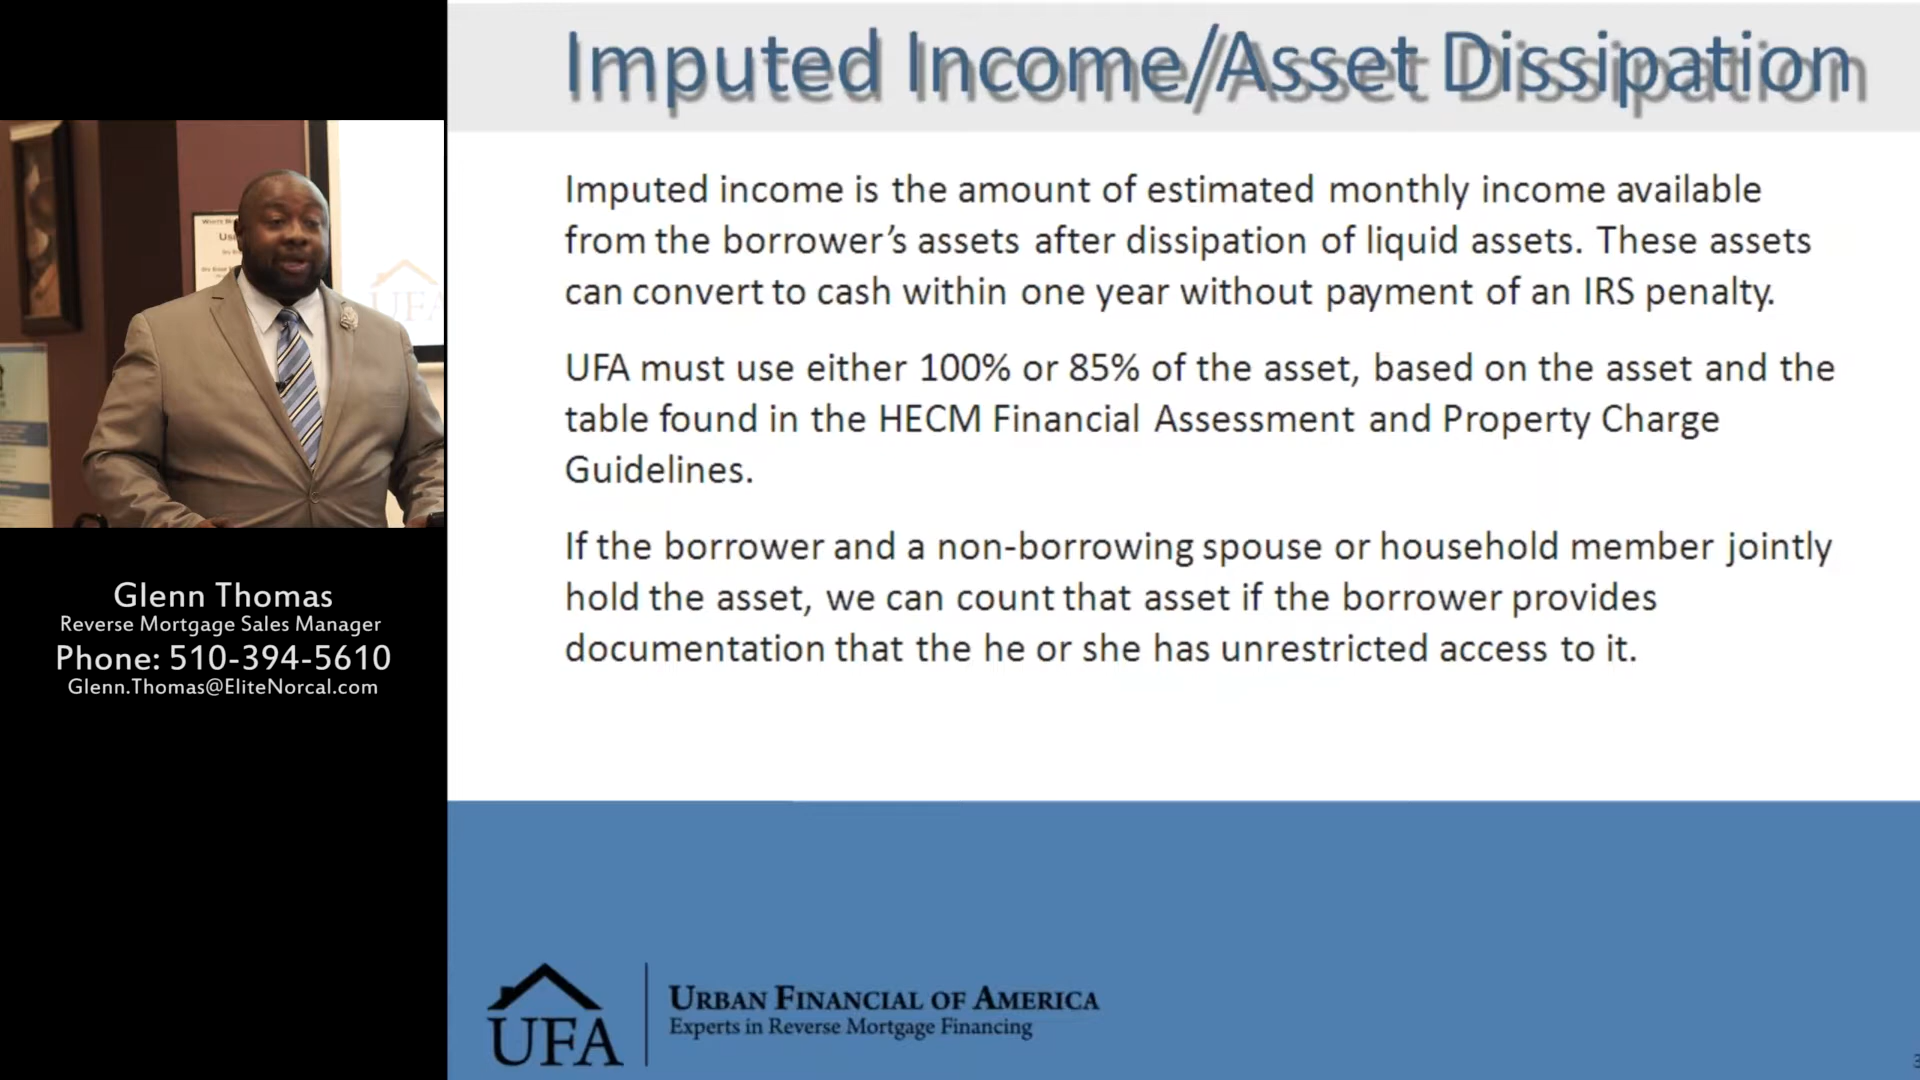 Imputed Income/Asset Dissipation
Imputed income is the amount of estimated monthly income available
from the borrower’s assets after dissipation of liquid assets. These assets
can convert to cash within one year without payment of an IRS penalty.
UFA must use either 100% or 85% of the asset, based on the asset and the
table found in the HECM Financial Assessment and Property Charge
Guidelines.
If the borrower and a non-borrowing spouse or household member jointly
hold the asset, we can count that asset if the borrower provides
documentation that the he or she has unrestricted access to it.
UFA
Glenn Thomas
Reverse Mortgage Sales Manager
Phone: 510-394-5610
Glenn.Thomas@EliteNorcal.com
UFA
URBAN FINANCIAL OF AMERICA
Experts in Reverse Mortgage Financing